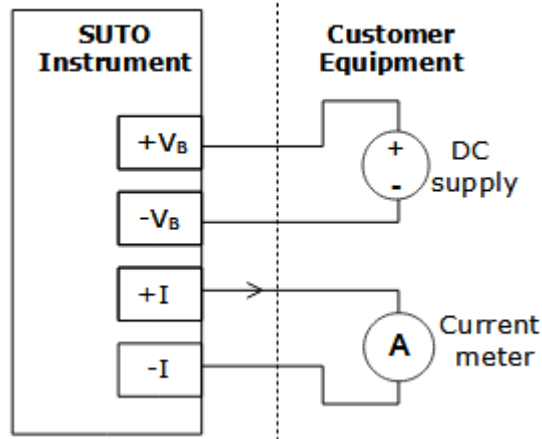 SUTO
Instrument
Customer
Equipment
+VB
-VB
+I
-I
+
-
DC
supply
A
Current
meter